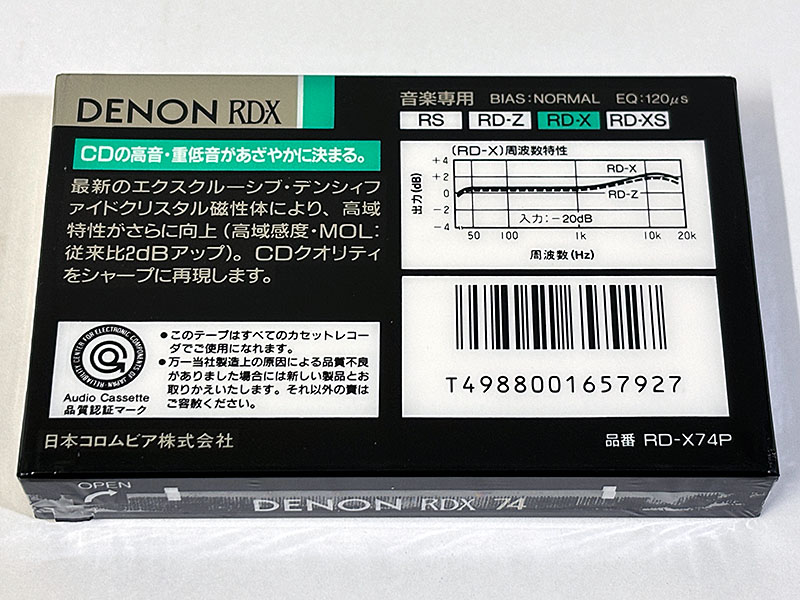 DENON RDX
音楽専用 BIAS:NORMAL EQ:120μs
RS RD-Z RD-X RD-XS
CDの高音・重低音があざやかに決まる。
最新のエクスクルーシブ・デンシィフ
ァイドクリスタル磁性体により、高域
特性がさらに向上(高域感度・MOL:
従来比2dBアップ)。CDクオリティ
をシャープに再現します。
(RD-X)周波数特性
出力(dB)
+4
+2
0
-2
-4
RD-X
RD-Z
入力:-20dB
50 100 1k 10k 20k
周波数(Hz)
RELIABILITY CENTER FOR ELECTRONIC COMPONENTS OF JAPAN
Audio Cassette
品質認証マーク
●このテープはすべてのカセットレコー
ダでご使用になれます。
●万一当社製造上の原因による品質不良
がありました場合には新しい製品とお
取りかえいたします。それ以外の責は
ご容赦ください。
T4988001657927
日本コロムビア株式会社
品番 RD-X74P
OPEN
DENON RDX 74